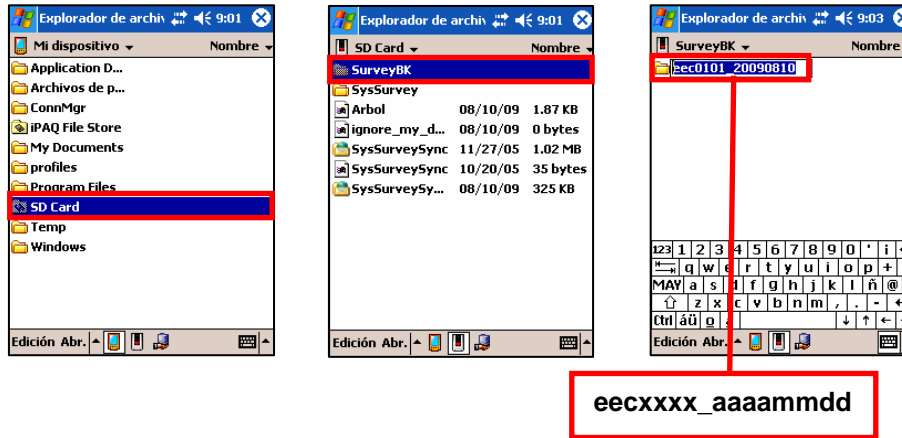 Explorador de archiv 9:01
Mi dispositivo Nombre
Application D...
Archivos de p...
ConnMgr
iPAQ File Store
My Documents
profiles
Program Files
SD Card
Temp
Windows
Edición Abr.
Explorador de archiv 9:01
SD Card Nombre
SurveyBK
SysSurvey
Arbol 08/10/09 1.87 KB
ignore_my_d... 08/10/09 0 bytes
SysSurveySync 11/27/05 1.02 MB
SysSurveySync 10/20/05 35 bytes
SysSurveySy... 08/10/09 325 KB
Edición Abr.
Explorador de archiv 9:03
SurveyBK Nombre
eec0101_20090810
123 1 2 3 4 5 6 7 8 9 0 ' i
q w e r t y u i o p +
MAY a s d f g h j k l ñ @
z x c v b n m , . -
Ctrl áü º
Edición Abr.
eecxxxx_aaaammdd